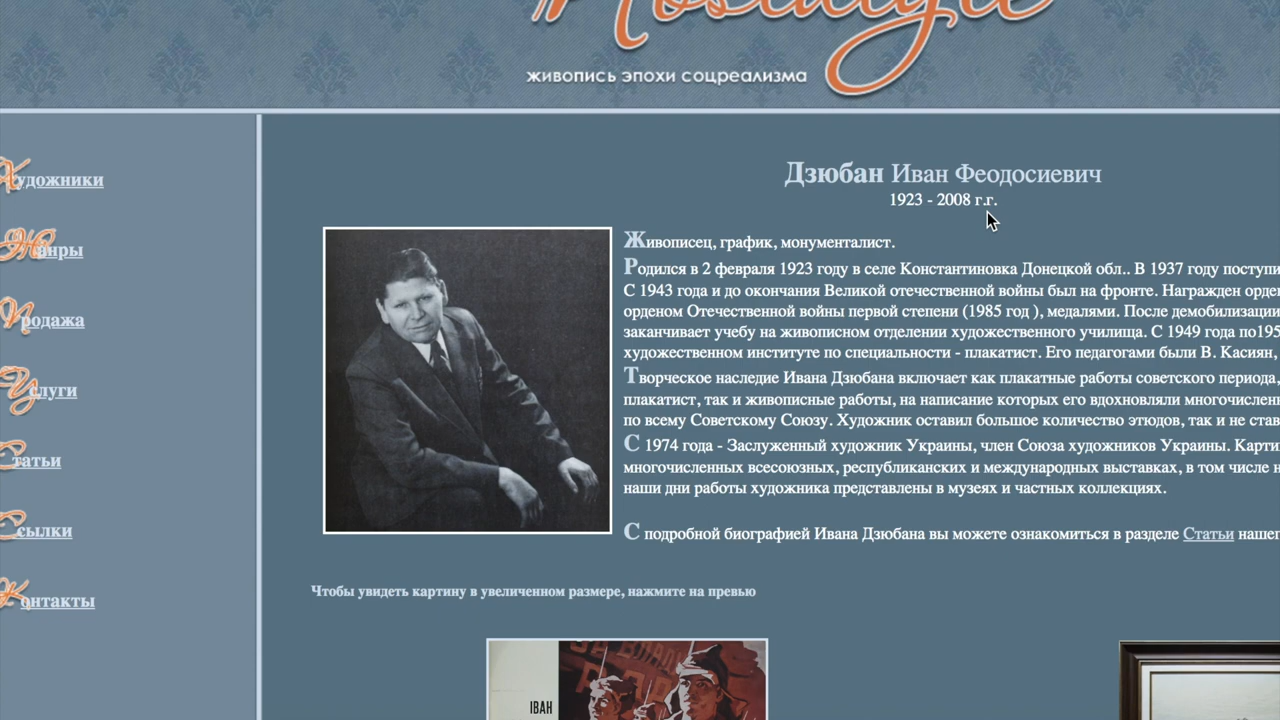 Nostalgie
живопись эпохи соцреализма
Художники
Жанры
Продажа
Услуги
Статьи
Ссылки
Контакты
Дзюбан Иван Феодосиевич
1923 - 2008 г.г.
Живописец, график, монументалист.
Родился в 2 февраля 1923 году в селе Константиновка Донецкой обл.. В 1937 году поступи
С 1943 года и до окончания Великой отечественной войны был на фронте. Награжден орде
орденом Отечественной войны первой степени (1985 год ), медалями. После демобилизации
заканчивает учебу на живописном отделении художественного училища. С 1949 года по195
художественном институте по специальности - плакатист. Его педагогами были В. Касиян,
Творческое наследие Ивана Дзюбана включает как плакатные работы советского периода,
плакатист, так и живописные работы, на написание которых его вдохновляли многочислен
по всему Советскому Союзу. Художник оставил большое количество этюдов, так и не став
С 1974 года - Заслуженный художник Украины, член Союза художников Украины. Карти
многочисленных всесоюзных, республиканских и международных выставках, в том числе н
наши дни работы художника представлены в музеях и частных коллекциях.
С подробной биографией Ивана Дзюбана вы можете ознакомиться в разделе Статьи нашег
Чтобы увидеть картину в увеличенном размере, нажмите на превью
ІВАН